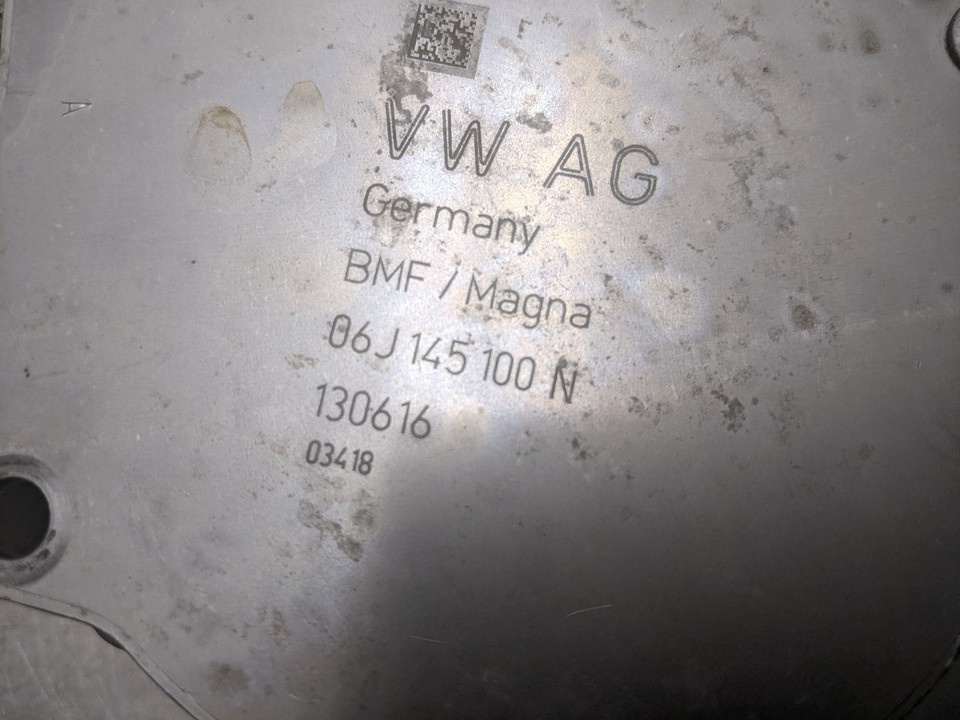 A
VW AG
Germany
BMF / Magna
06J 145 100 N
130616
03418